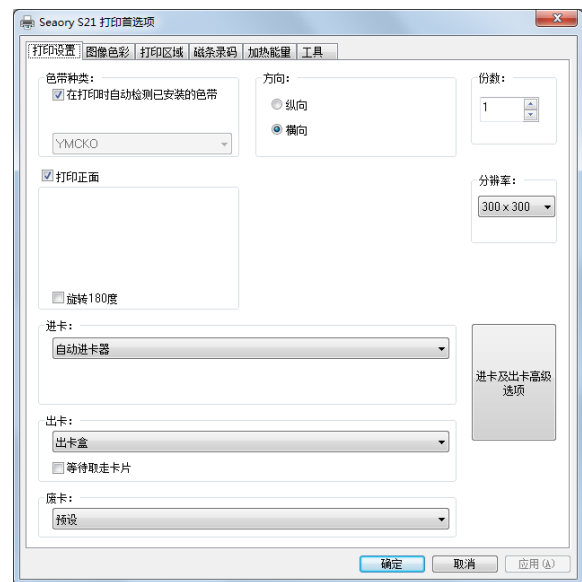 Seaory S21 打印首选项
打印设置 图像色彩 打印区域 磁条录码 加热能量 工具
色带种类:
在打印时自动检测已安装的色带
YMCKO
方向:
纵向
横向
份数:
1
打印正面
旋转180度
分辨率:
300 x 300
进卡:
自动进卡器
进卡及出卡高级
选项
出卡:
出卡盒
等待取走卡片
废卡:
预设
确定 取消 应用(A)